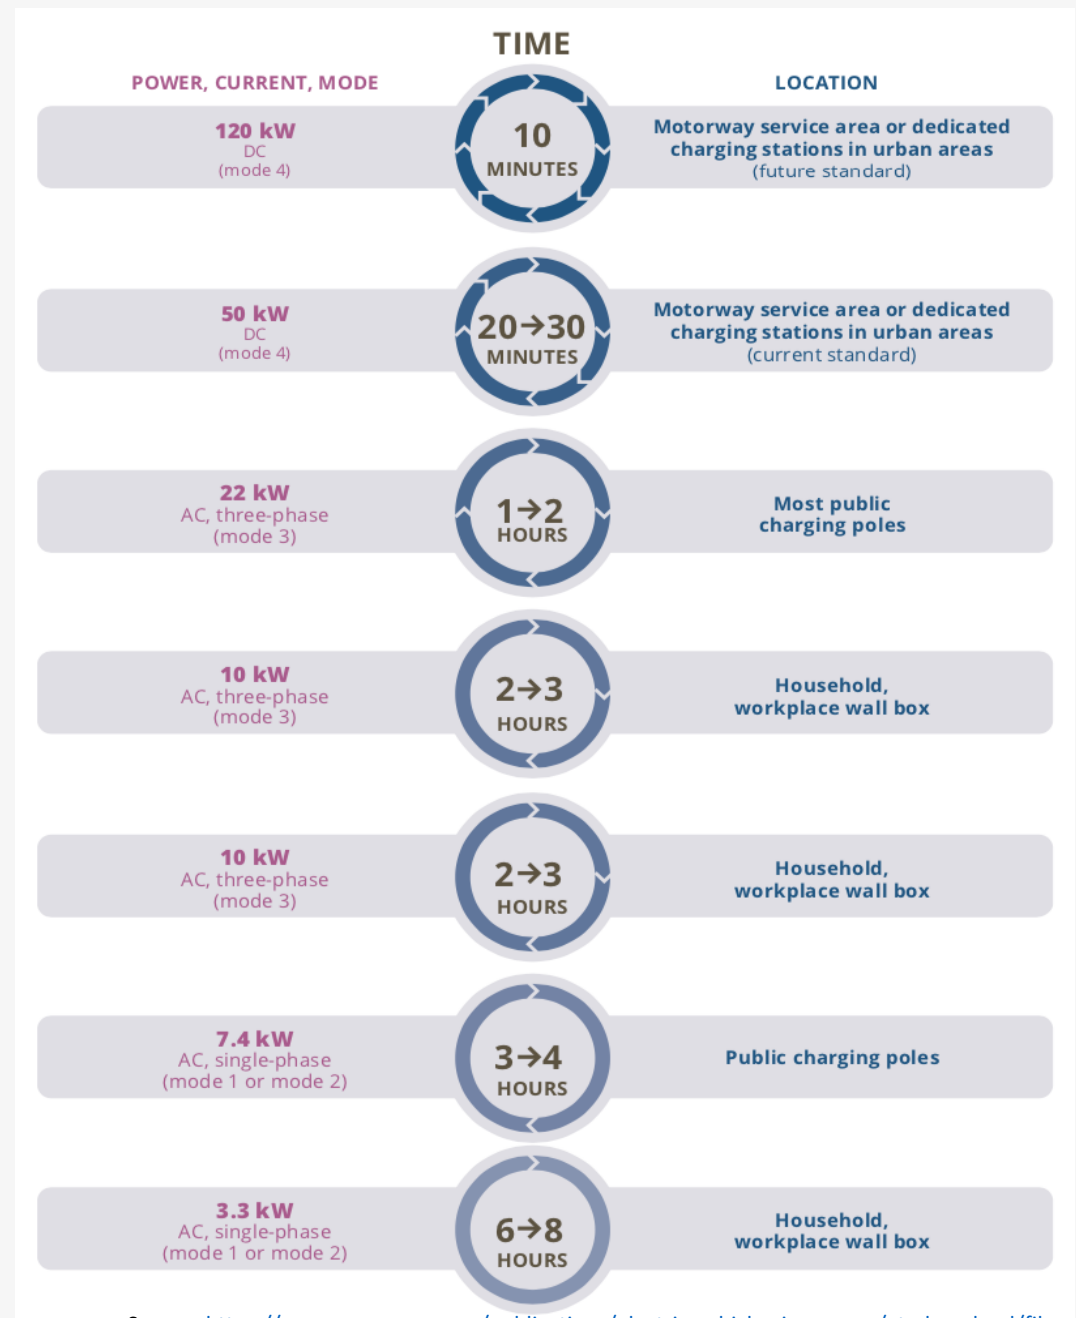 TIME
POWER, CURRENT, MODE
LOCATION
120 kW
DC
(mode 4)
10
MINUTES
Motorway service area or dedicated
charging stations in urban areas
(future standard)
50 kW
DC
(mode 4)
20→30
MINUTES
Motorway service area or dedicated
charging stations in urban areas
(current standard)
22 kW
AC, three-phase
(mode 3)
1→2
HOURS
Most public
charging poles
10 kW
AC, three-phase
(mode 3)
2→3
HOURS
Household,
workplace wall box
10 kW
AC, three-phase
(mode 3)
2→3
HOURS
Household,
workplace wall box
7.4 kW
AC, single-phase
(mode 1 or mode 2)
3→4
HOURS
Public charging poles
3.3 kW
AC, single-phase
(mode 1 or mode 2)
6→8
HOURS
Household,
workplace wall box